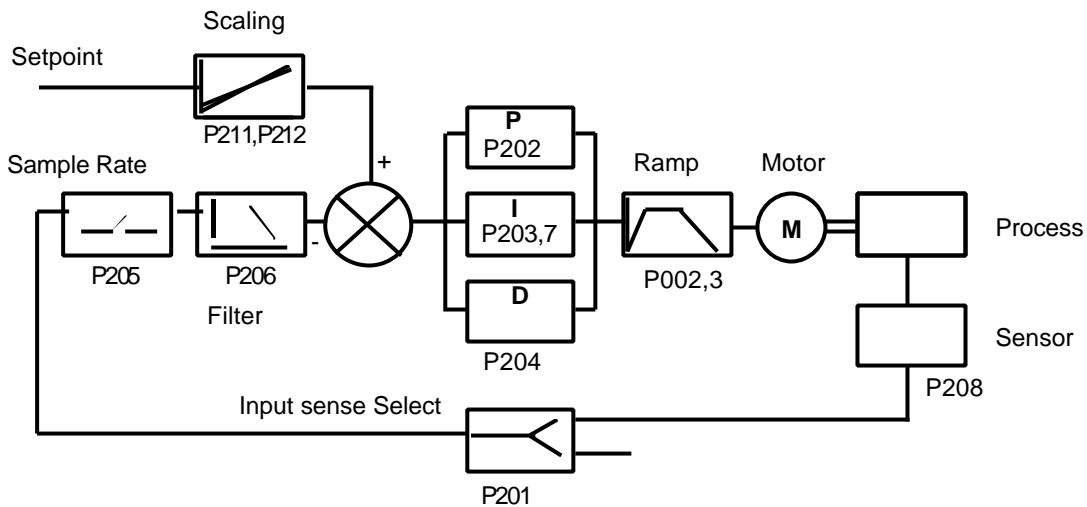 Scaling
Setpoint
P211,P212
P
P202
Sample Rate
+
Ramp
Motor
I
P203,7
M
Process
-
P205
P206
P002,3
D
Filter
Sensor
P204
P208
Input sense Select
P201